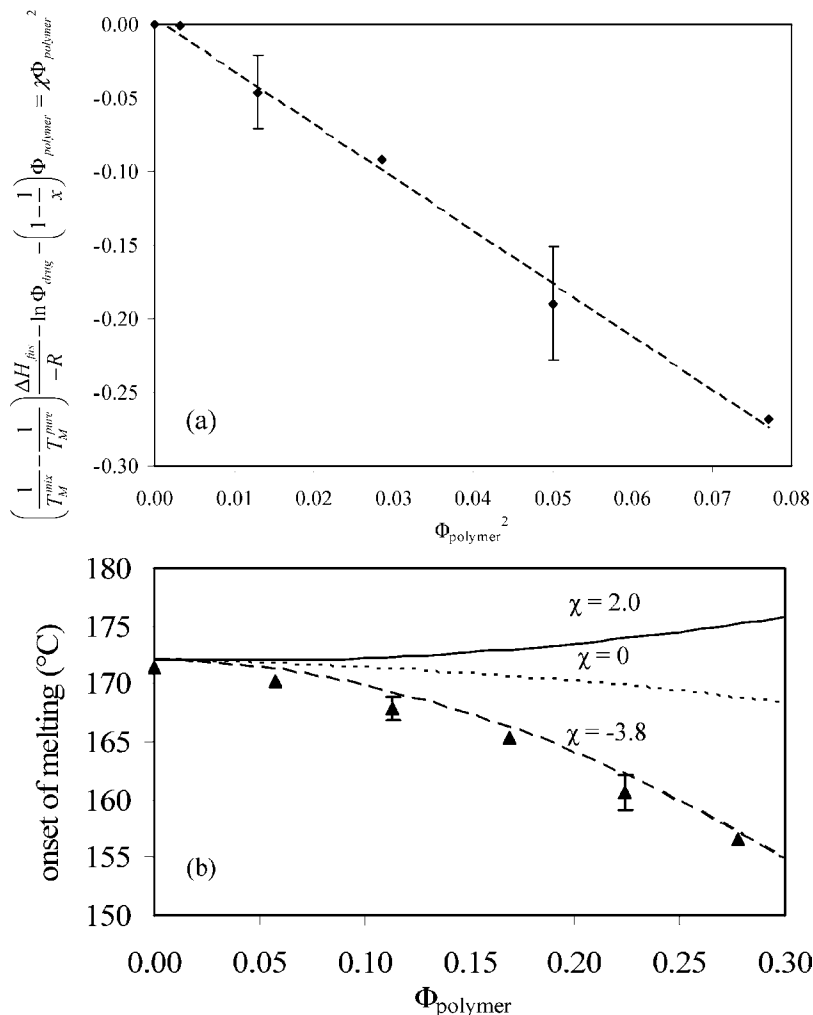 (1/T_M^mix − 1/T_M^pure) ΔH_fus/−R − ln Φ_drug − (1 − 1/x) Φ_polymer = χΦ_polymer^2
0.00
-0.05
-0.10
-0.15
-0.20
-0.25
-0.30
(a)
0.00 0.01 0.02 0.03 0.04 0.05 0.06 0.07 0.08
Φ_polymer^2
onset of melting (°C)
180
175
170
165
160
155
150
χ = 2.0
χ = 0
χ = -3.8
(b)
0.00 0.05 0.10 0.15 0.20 0.25 0.30
Φ_polymer